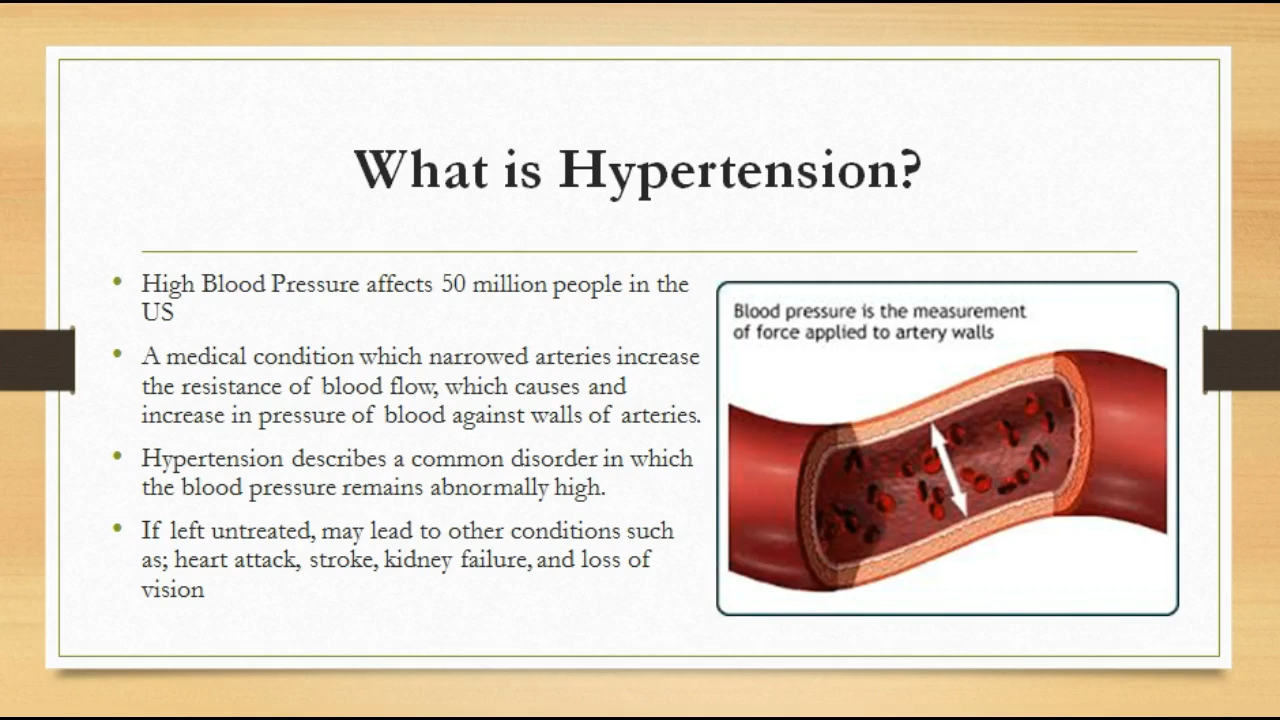 What is Hypertension?
• High Blood Pressure affects 50 million people in the
US
• A medical condition which narrowed arteries increase
the resistance of blood flow, which causes and
increase in pressure of blood against walls of arteries.
• Hypertension describes a common disorder in which
the blood pressure remains abnormally high.
• If left untreated, may lead to other conditions such
as; heart attack, stroke, kidney failure, and loss of
vision
Blood pressure is the measurement
of force applied to artery walls